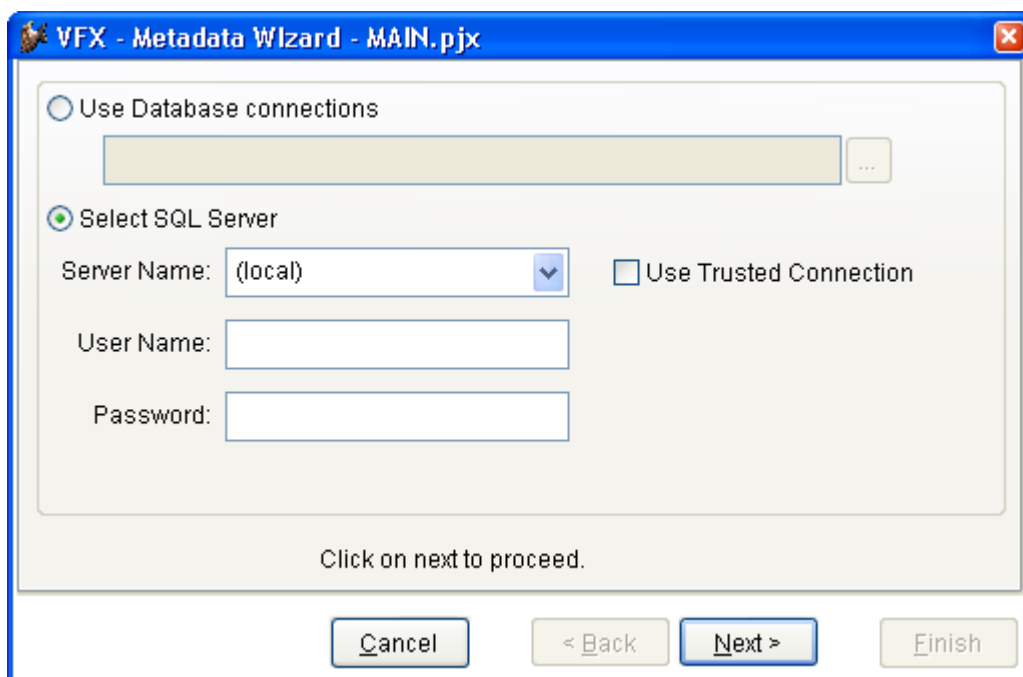 VFX - Metadata WIzard - MAIN.pjx
Use Database connections
...
Select SQL Server
Server Name: (local) Use Trusted Connection
User Name:
Password:
Click on next to proceed.
Cancel < Back Next > Finish